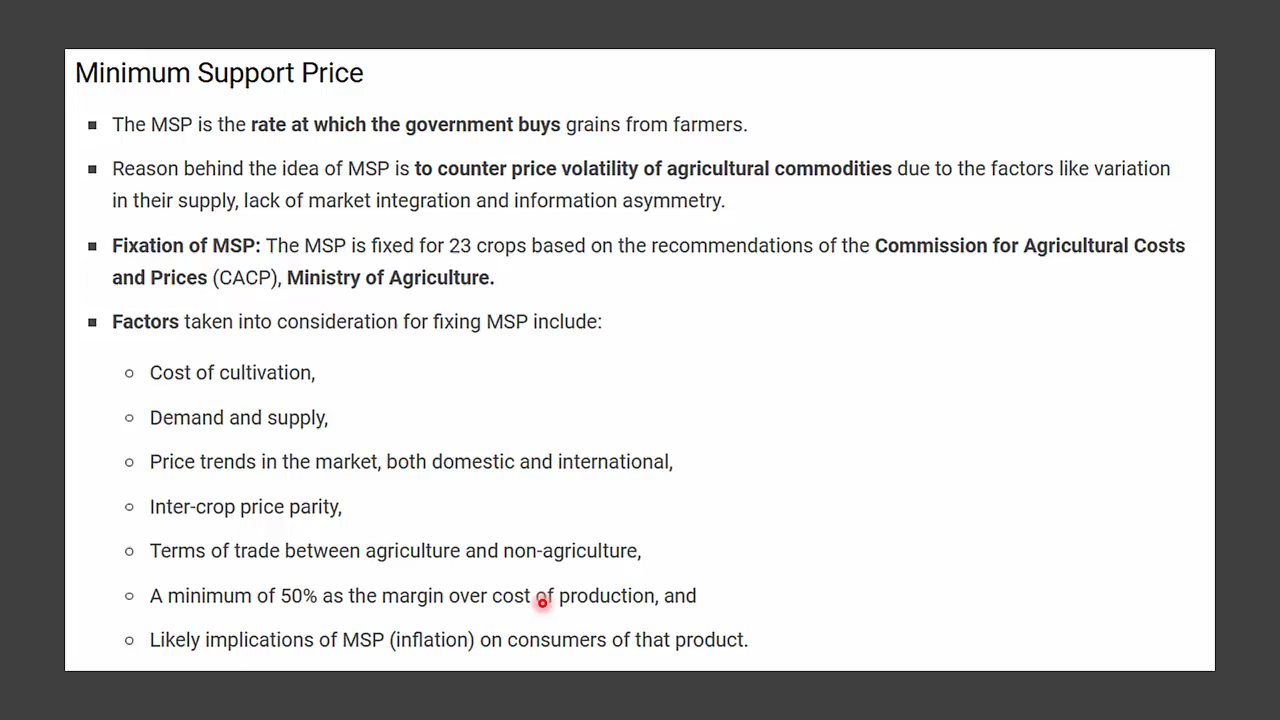 Minimum Support Price
The MSP is the rate at which the government buys grains from farmers.
Reason behind the idea of MSP is to counter price volatility of agricultural commodities due to the factors like variation
in their supply, lack of market integration and information asymmetry.
Fixation of MSP: The MSP is fixed for 23 crops based on the recommendations of the Commission for Agricultural Costs
and Prices (CACP), Ministry of Agriculture.
Factors taken into consideration for fixing MSP include:
Cost of cultivation,
Demand and supply,
Price trends in the market, both domestic and international,
Inter-crop price parity,
Terms of trade between agriculture and non-agriculture,
A minimum of 50% as the margin over cost of production, and
Likely implications of MSP (inflation) on consumers of that product.